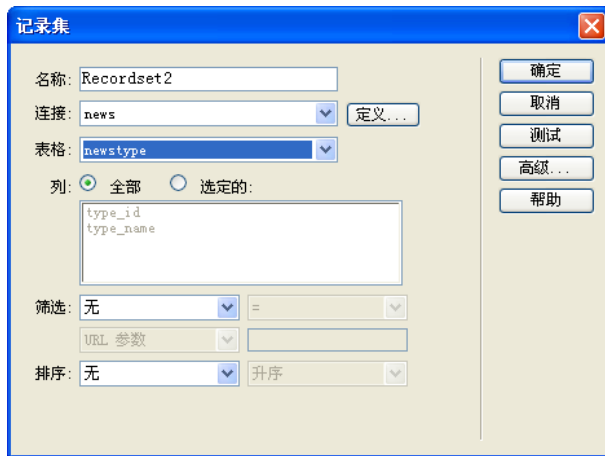 记录集
名称: Recordset2
连接: news 定义...
表格: newstype
列: 全部 选定的:
type_id
type_name
筛选: 无 =
URL 参数
排序: 无 升序
确定
取消
测试
高级...
帮助